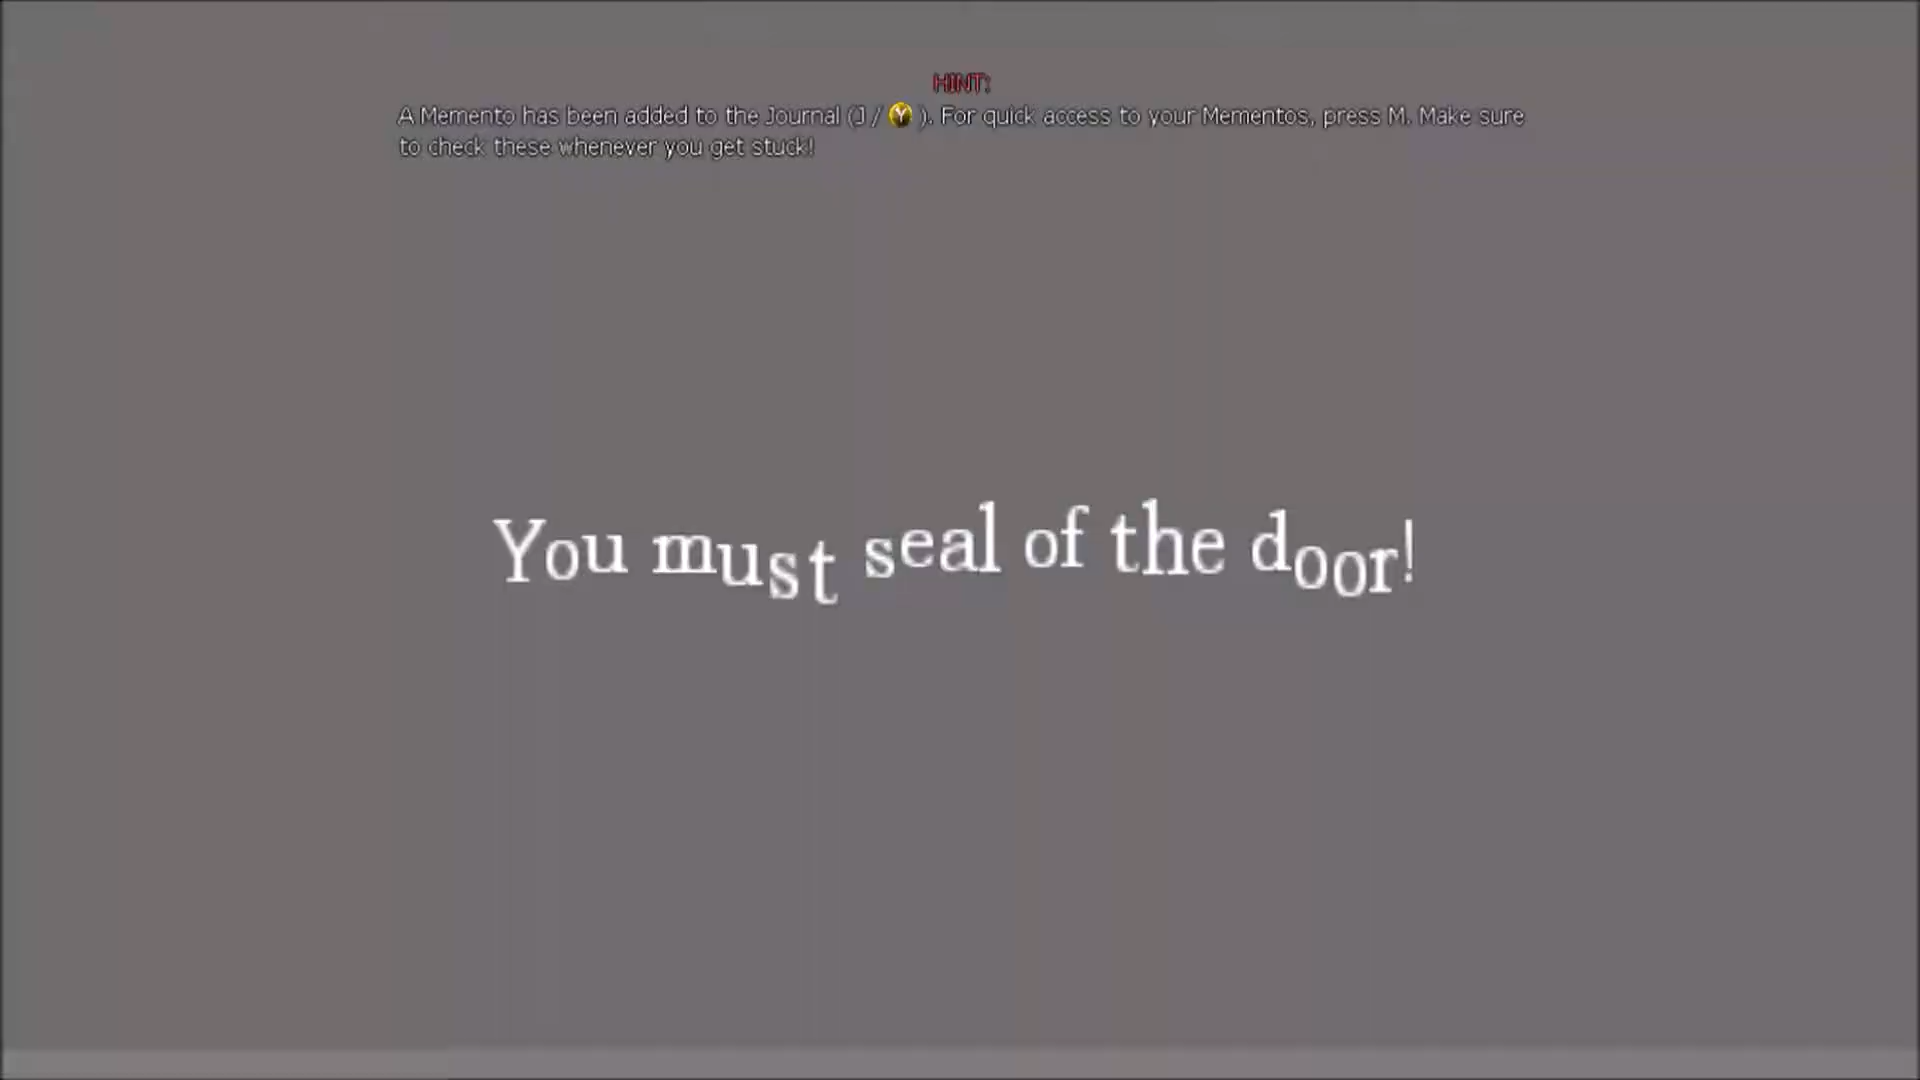 HINT:
A Memento has been added to the Journal (J / Y ). For quick access to your Mementos, press M. Make sure
to check these whenever you get stuck!
You must seal of the door!